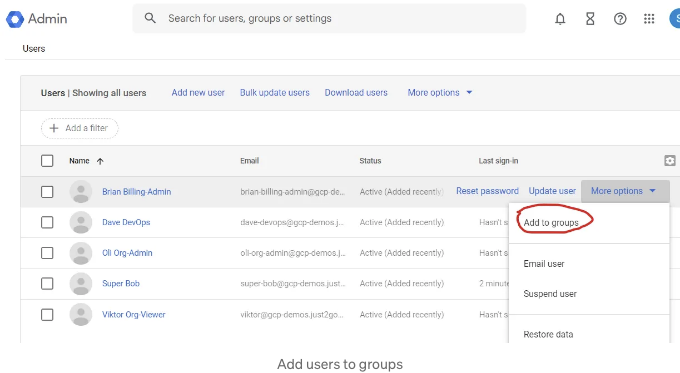 Admin
Search for users, groups or settings
S
Users
Users | Showing all users Add new user Bulk update users Download users More options
+ Add a filter
Name Email Status Last sign-in
Brian Billing-Admin brian-billing-admin@gcp-de... Active (Added recently) Reset password Update user More options
Dave DevOps dave-devops@gcp-demos.j... Active (Added recently) Hasn't s
Oli Org-Admin oli-org-admin@gcp-demos... Active (Added recently) Hasn't s
Super Bob super-bob@gcp-demos.just... Active (Added recently) 2 minute
Viktor Org-Viewer viktor@gcp-demos.just2go... Active (Added recently) Hasn't s
Add to groups
Email user
Suspend user
Restore data
Add users to groups